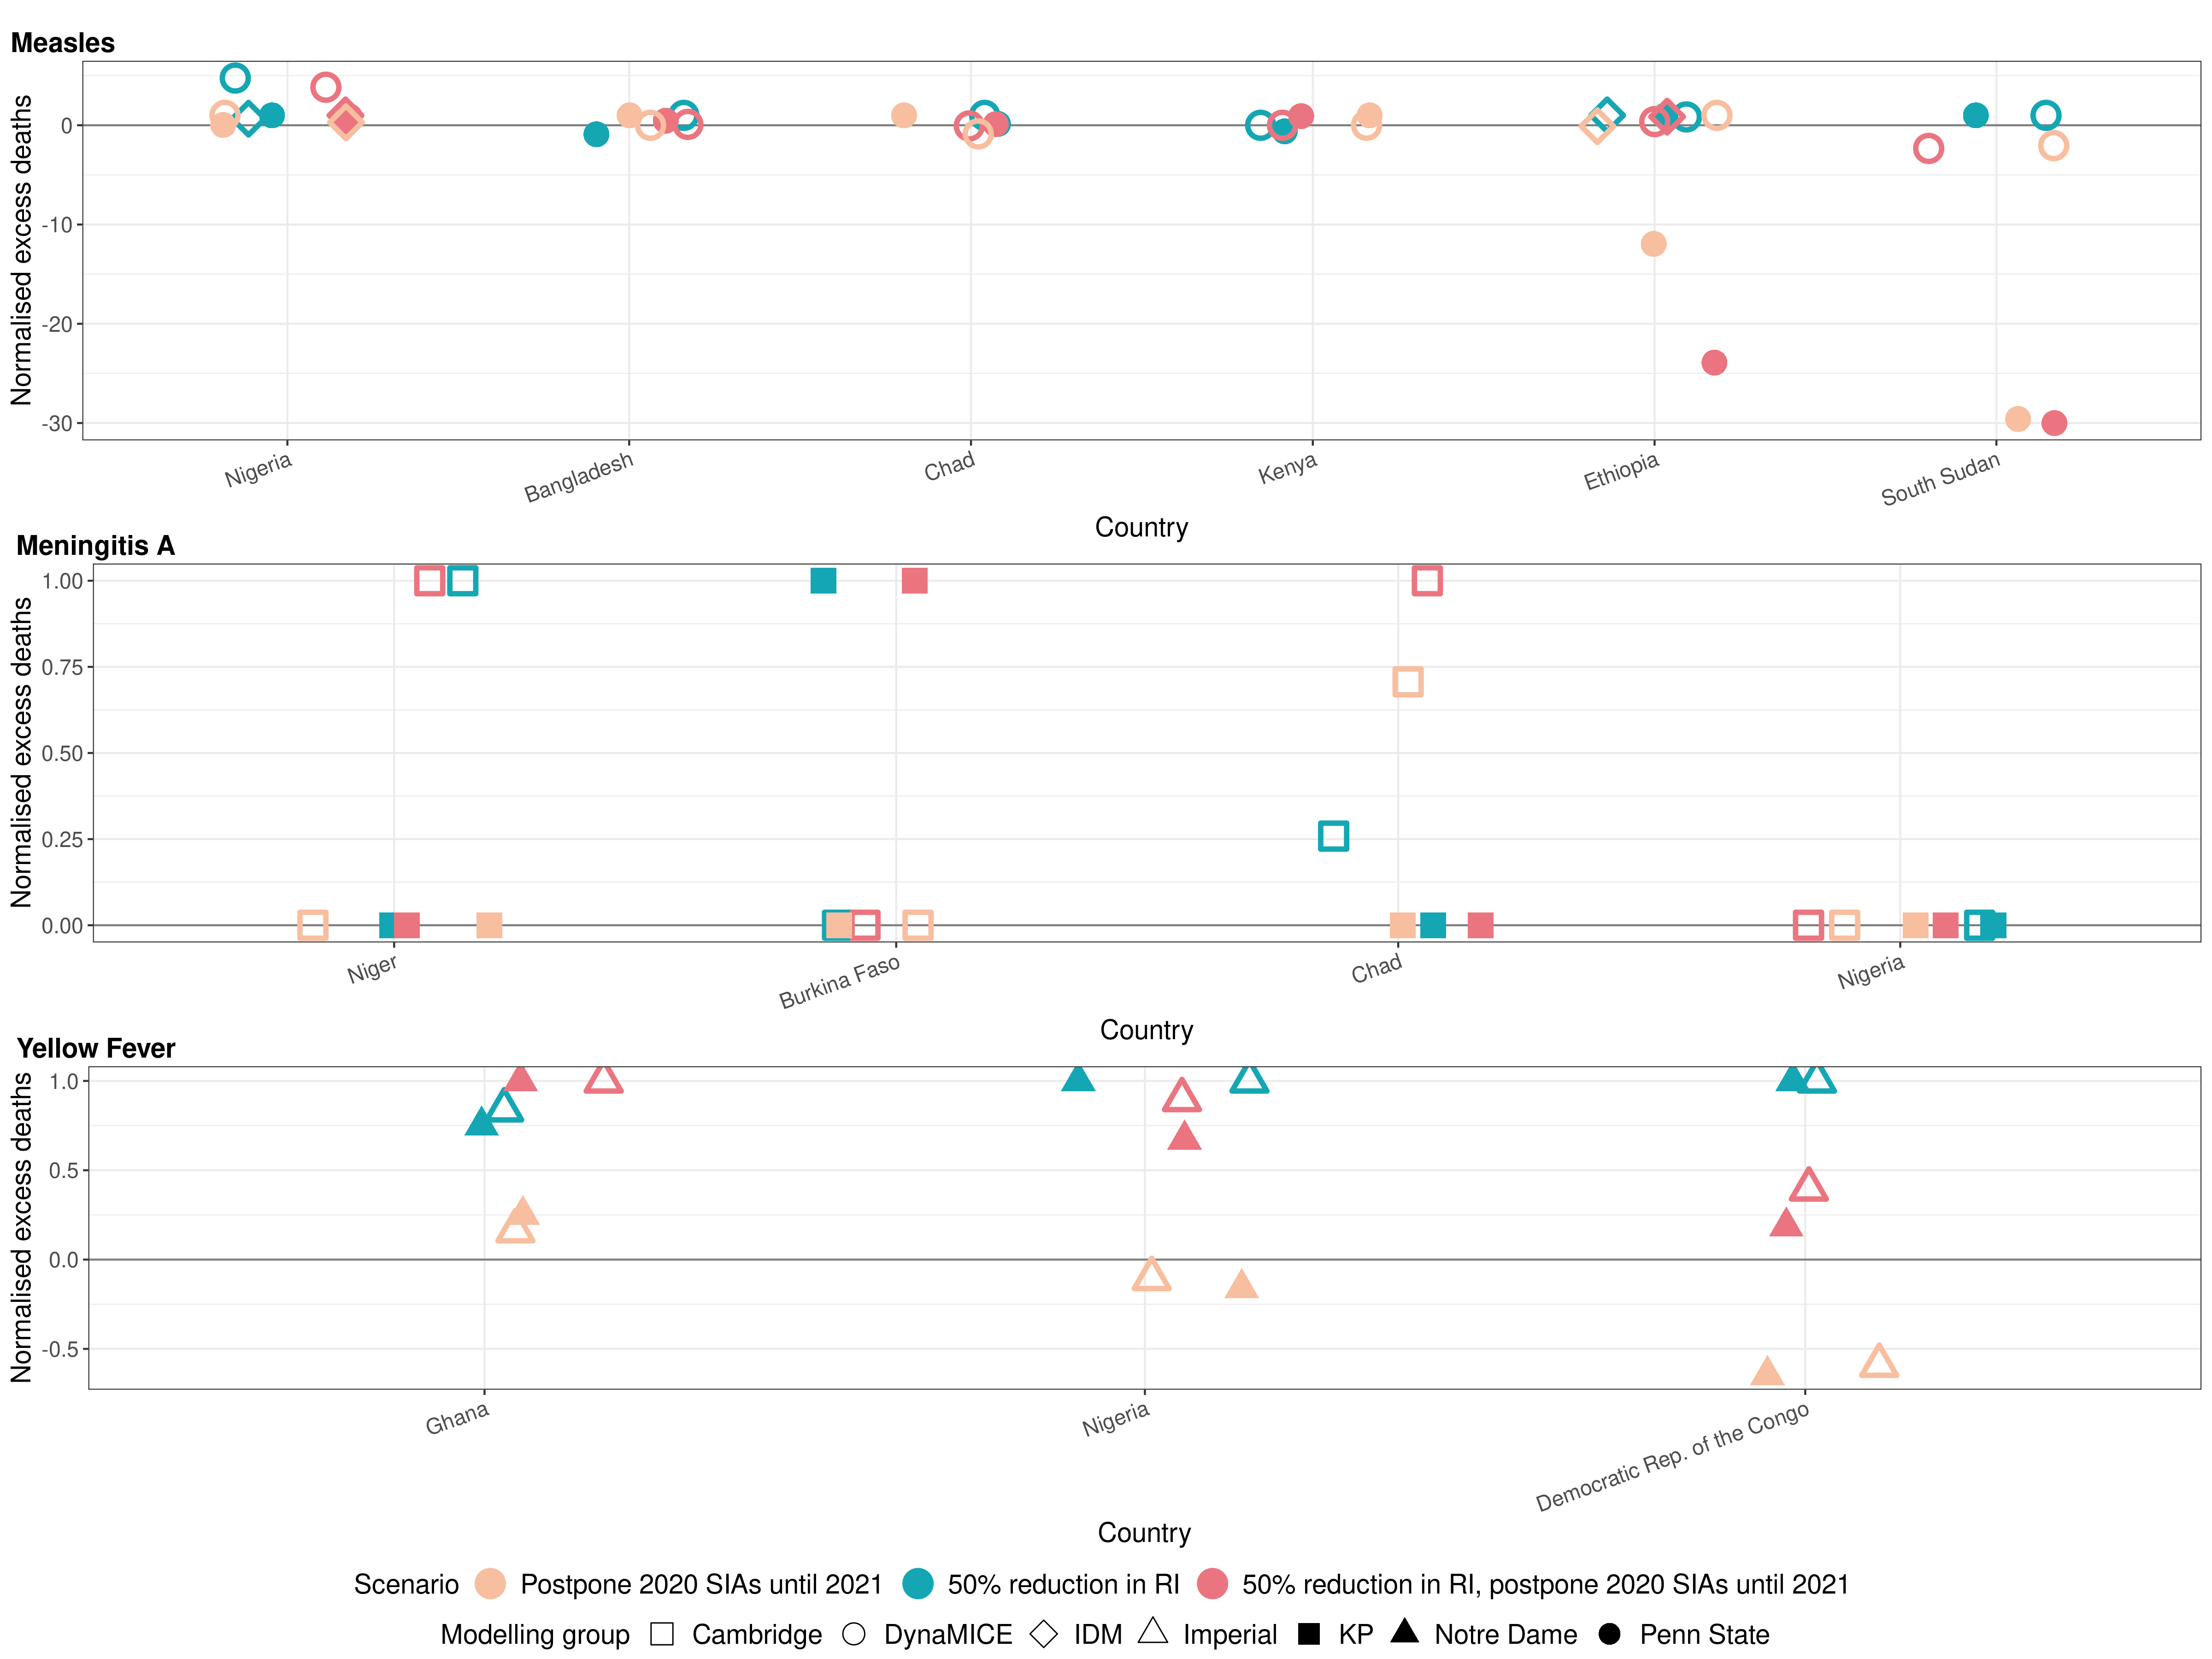 Measles
Normalised excess deaths
0
-10
-20
-30
Nigeria
Bangladesh
Chad
Kenya
Ethiopia
South Sudan
Country
Meningitis A
Normalised excess deaths
1.00
0.75
0.50
0.25
0.00
Niger
Burkina Faso
Chad
Nigeria
Country
Yellow Fever
Normalised excess deaths
1.0
0.5
0.0
-0.5
Ghana
Nigeria
Democratic Rep. of the Congo
Country
Scenario Postpone 2020 SIAs until 2021 50% reduction in RI 50% reduction in RI, postpone 2020 SIAs until 2021
Modelling group Cambridge DynaMICE IDM Imperial KP Notre Dame Penn State